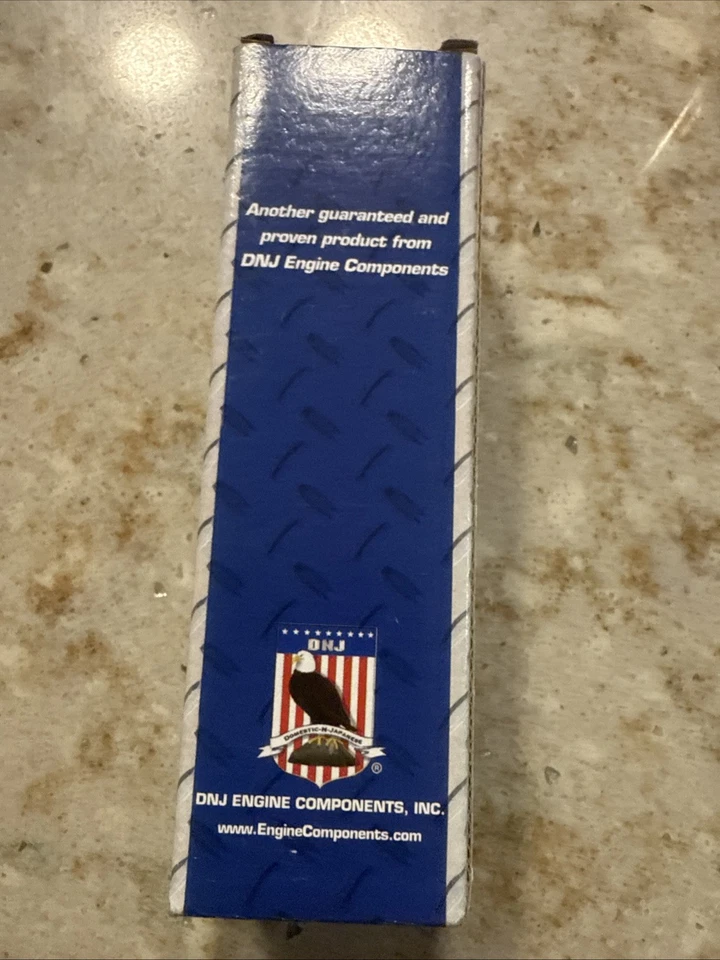 Another guaranteed and
proven product from
DNJ Engine Components
DNJ
DOMESTIC-N-JAPANESE
®
DNJ ENGINE COMPONENTS, INC.
www.EngineComponents.com